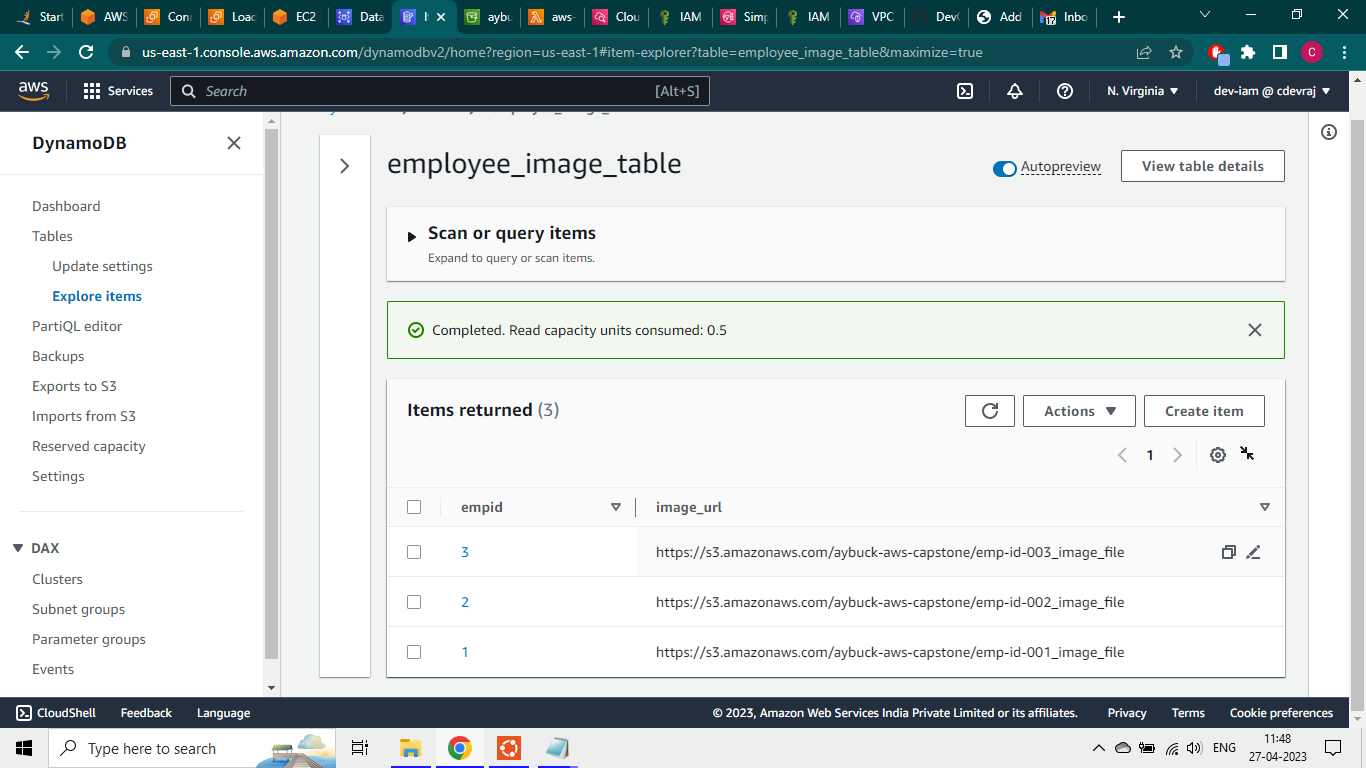 Star
AWS
Conn
Load
EC2
Data
It
aybu
aws-
Clou
IAM
Simp
IAM
VPC
Dev
Add
Inbo
us-east-1.console.aws.amazon.com/dynamodbv2/home?region=us-east-1#item-explorer?table=employee_image_table&maximize=true
C
aws
Services
Search
[Alt+S]
N. Virginia
dev-iam @ cdevraj
DynamoDB
Dashboard
Tables
Update settings
Explore items
PartiQL editor
Backups
Exports to S3
Imports from S3
Reserved capacity
Settings
DAX
Clusters
Subnet groups
Parameter groups
Events
employee_image_table
Autopreview
View table details
Scan or query items
Expand to query or scan items.
Completed. Read capacity units consumed: 0.5
Items returned (3)
Actions
Create item
1
empid image_url
3 https://s3.amazonaws.com/aybuck-aws-capstone/emp-id-003_image_file
2 https://s3.amazonaws.com/aybuck-aws-capstone/emp-id-002_image_file
1 https://s3.amazonaws.com/aybuck-aws-capstone/emp-id-001_image_file
CloudShell Feedback Language © 2023, Amazon Web Services India Private Limited or its affiliates. Privacy Terms Cookie preferences
Type here to search
ENG
11:48
27-04-2023